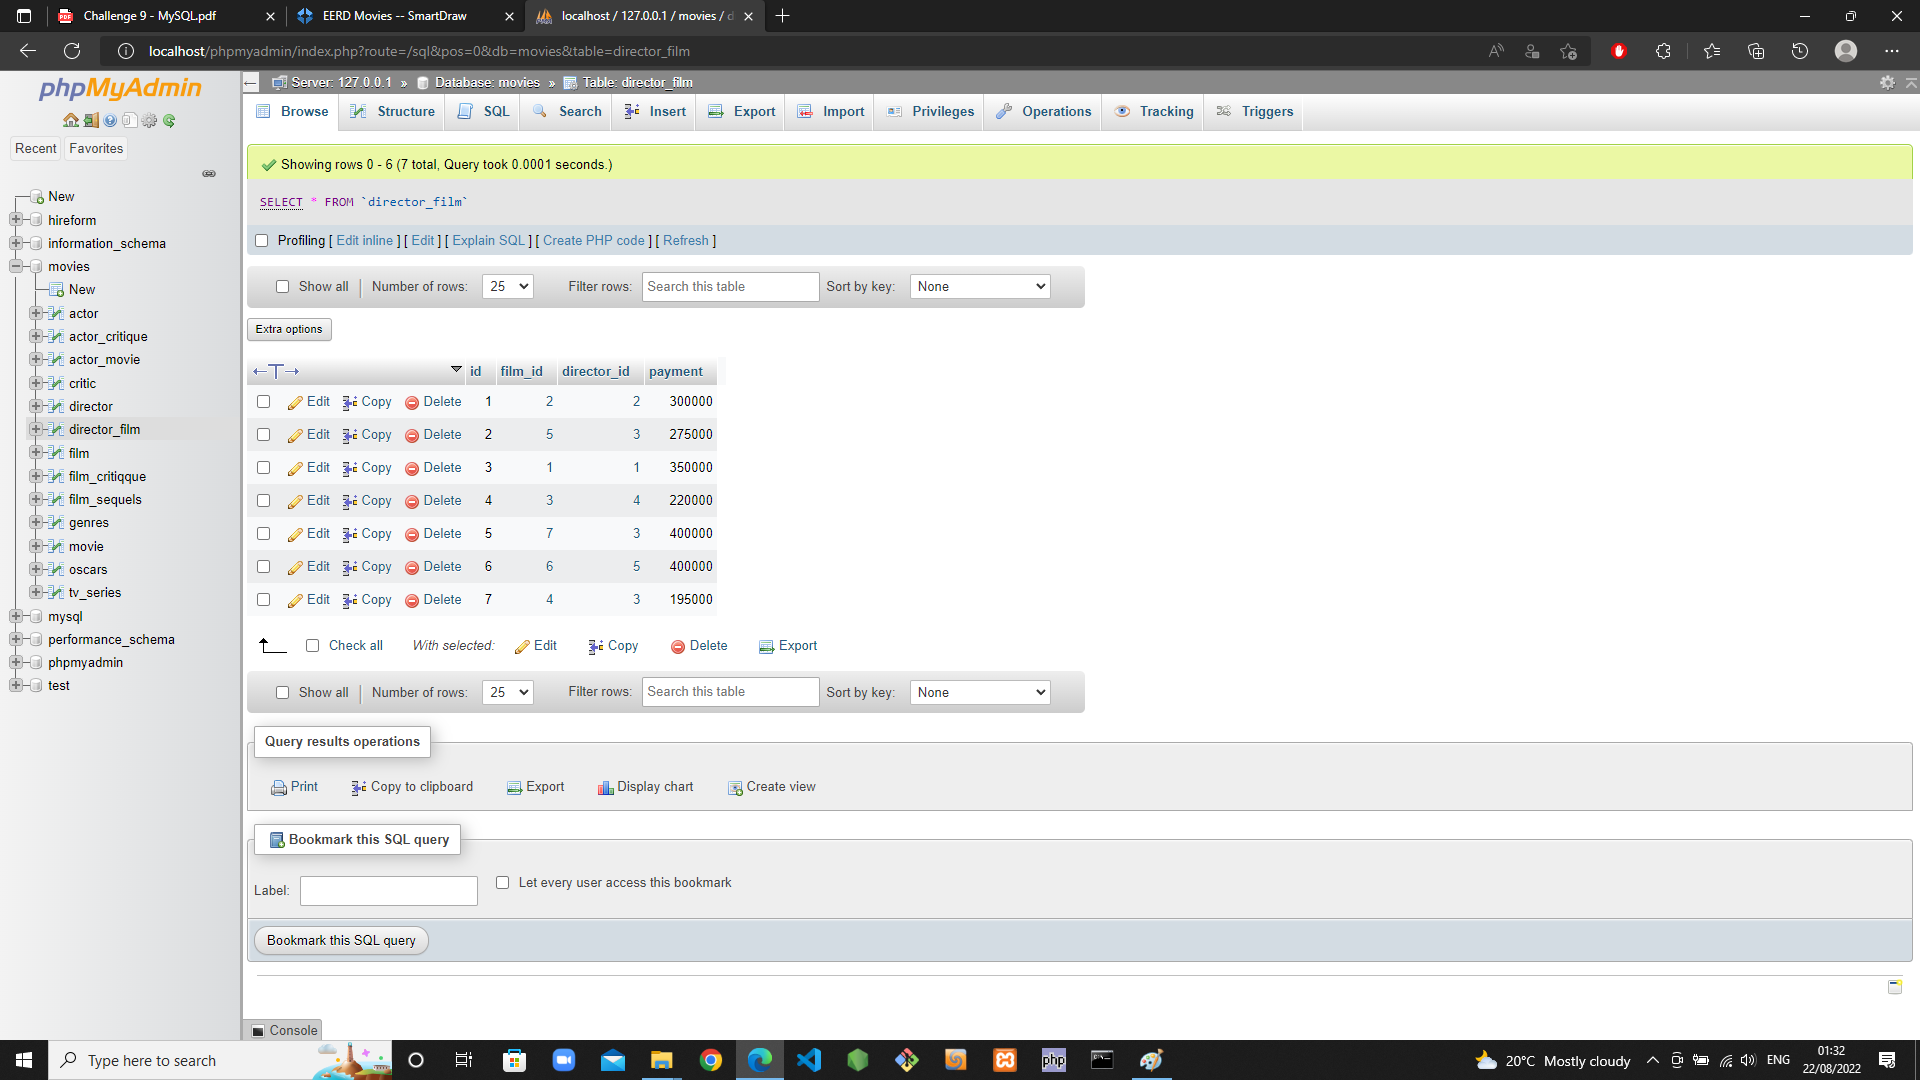 Challenge 9 - MySQL.pdf
EERD Movies -- SmartDraw
localhost / 127.0.0.1 / movies / d
localhost/phpmyadmin/index.php?route=/sql&pos=0&db=movies&table=director_film
phpMyAdmin
Recent Favorites
New
hireform
information_schema
movies
New
actor
actor_critique
actor_movie
critic
director
director_film
film
film_critiqque
film_sequels
genres
movie
oscars
tv_series
mysql
performance_schema
phpmyadmin
test
Server: 127.0.0.1 » Database: movies » Table: director_film
Browse Structure SQL Search Insert Export Import Privileges Operations Tracking Triggers
Showing rows 0 - 6 (7 total, Query took 0.0001 seconds.)
SELECT * FROM `director_film`
Profiling [ Edit inline ] [ Edit ] [ Explain SQL ] [ Create PHP code ] [ Refresh ]
Show all Number of rows: 25 Filter rows: Search this table Sort by key: None
Extra options
←T→ id film_id director_id payment
Edit Copy Delete 1 2 2 300000
Edit Copy Delete 2 5 3 275000
Edit Copy Delete 3 1 1 350000
Edit Copy Delete 4 3 4 220000
Edit Copy Delete 5 7 3 400000
Edit Copy Delete 6 6 5 400000
Edit Copy Delete 7 4 3 195000
Check all With selected: Edit Copy Delete Export
Show all Number of rows: 25 Filter rows: Search this table Sort by key: None
Query results operations
Print Copy to clipboard Export Display chart Create view
Bookmark this SQL query
Label: Let every user access this bookmark
Bookmark this SQL query
Console
Type here to search
php
20°C Mostly cloudy
ENG
01:32
22/08/2022